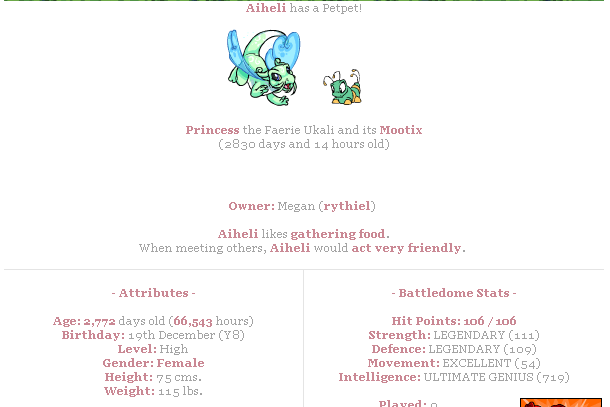 Aiheli has a Petpet!
Princess the Faerie Ukali and its Mootix
(2830 days and 14 hours old)
Owner: Megan (rythiel)
Aiheli likes gathering food.
When meeting others, Aiheli would act very friendly.
- Attributes -
Age: 2,772 days old (66,543 hours)
Birthday: 19th December (Y8)
Level: High
Gender: Female
Height: 75 cms.
Weight: 115 lbs.
- Battledome Stats -
Hit Points: 106 / 106
Strength: LEGENDARY (111)
Defence: LEGENDARY (109)
Movement: EXCELLENT (54)
Intelligence: ULTIMATE GENIUS (719)
Played: 0